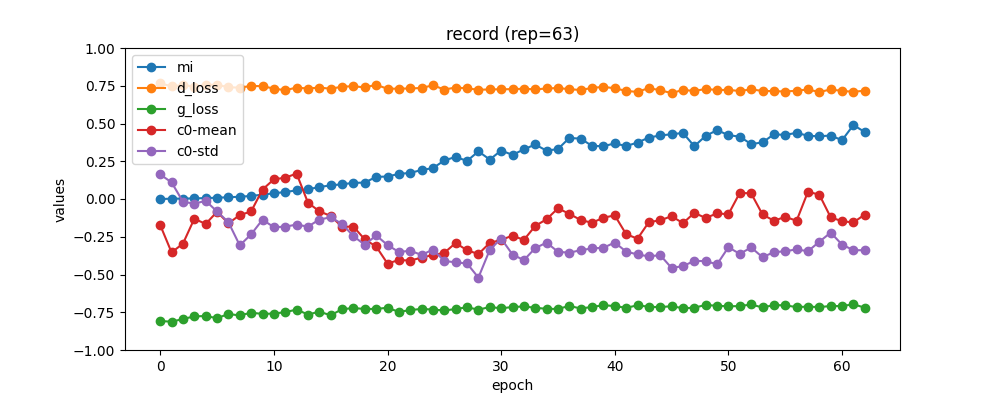 record (rep=63)
values
1.00
0.75
0.50
0.25
0.00
−0.25
−0.50
−0.75
−1.00
mi
d_loss
g_loss
c0-mean
c0-std
0 10 20 30 40 50 60
epoch